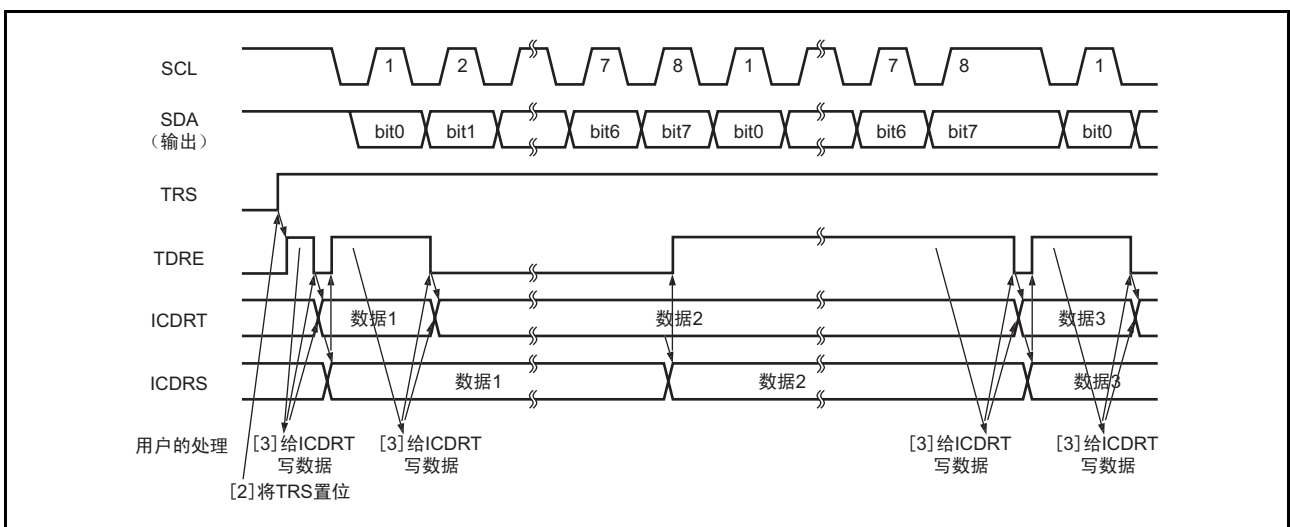 SCL 1 2 7 8 1 7 8 1
SDA
（输出） bit0 bit1 bit6 bit7 bit0 bit6 bit7 bit0
TRS
TDRE
ICDRT 数据1 数据2 数据3
ICDRS 数据1 数据2 数据3
用户的处理 [3]给ICDRT [3]给ICDRT [3]给ICDRT [3]给ICDRT
写数据 写数据 写数据 写数据
[2]将TRS置位